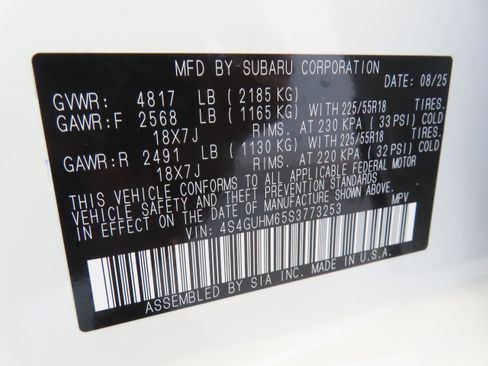 MFD BY SUBARU CORPORATION DATE: 08/25
GVWR: 4817 LB (2185 KG)
GAWR:F 2568 LB (1165 KG) WITH 225/55R18 TIRES.
18X7J RIMS. AT 230 KPA (33 PSI) COLD
GAWR:R 2491 LB (1130 KG) WITH 225/55R18 TIRES.
18X7J RIMS. AT 220 KPA (32 PSI) COLD
THIS VEHICLE CONFORMS TO ALL APPLICABLE FEDERAL MOTOR
VEHICLE SAFETY AND THEFT PREVENTION STANDARDS
IN EFFECT ON THE DATE OF MANUFACTURE SHOWN ABOVE.
VIN: 4S4GUHM65S3773253 MPV
ASSEMBLED BY SIA INC. MADE IN U.S.A.